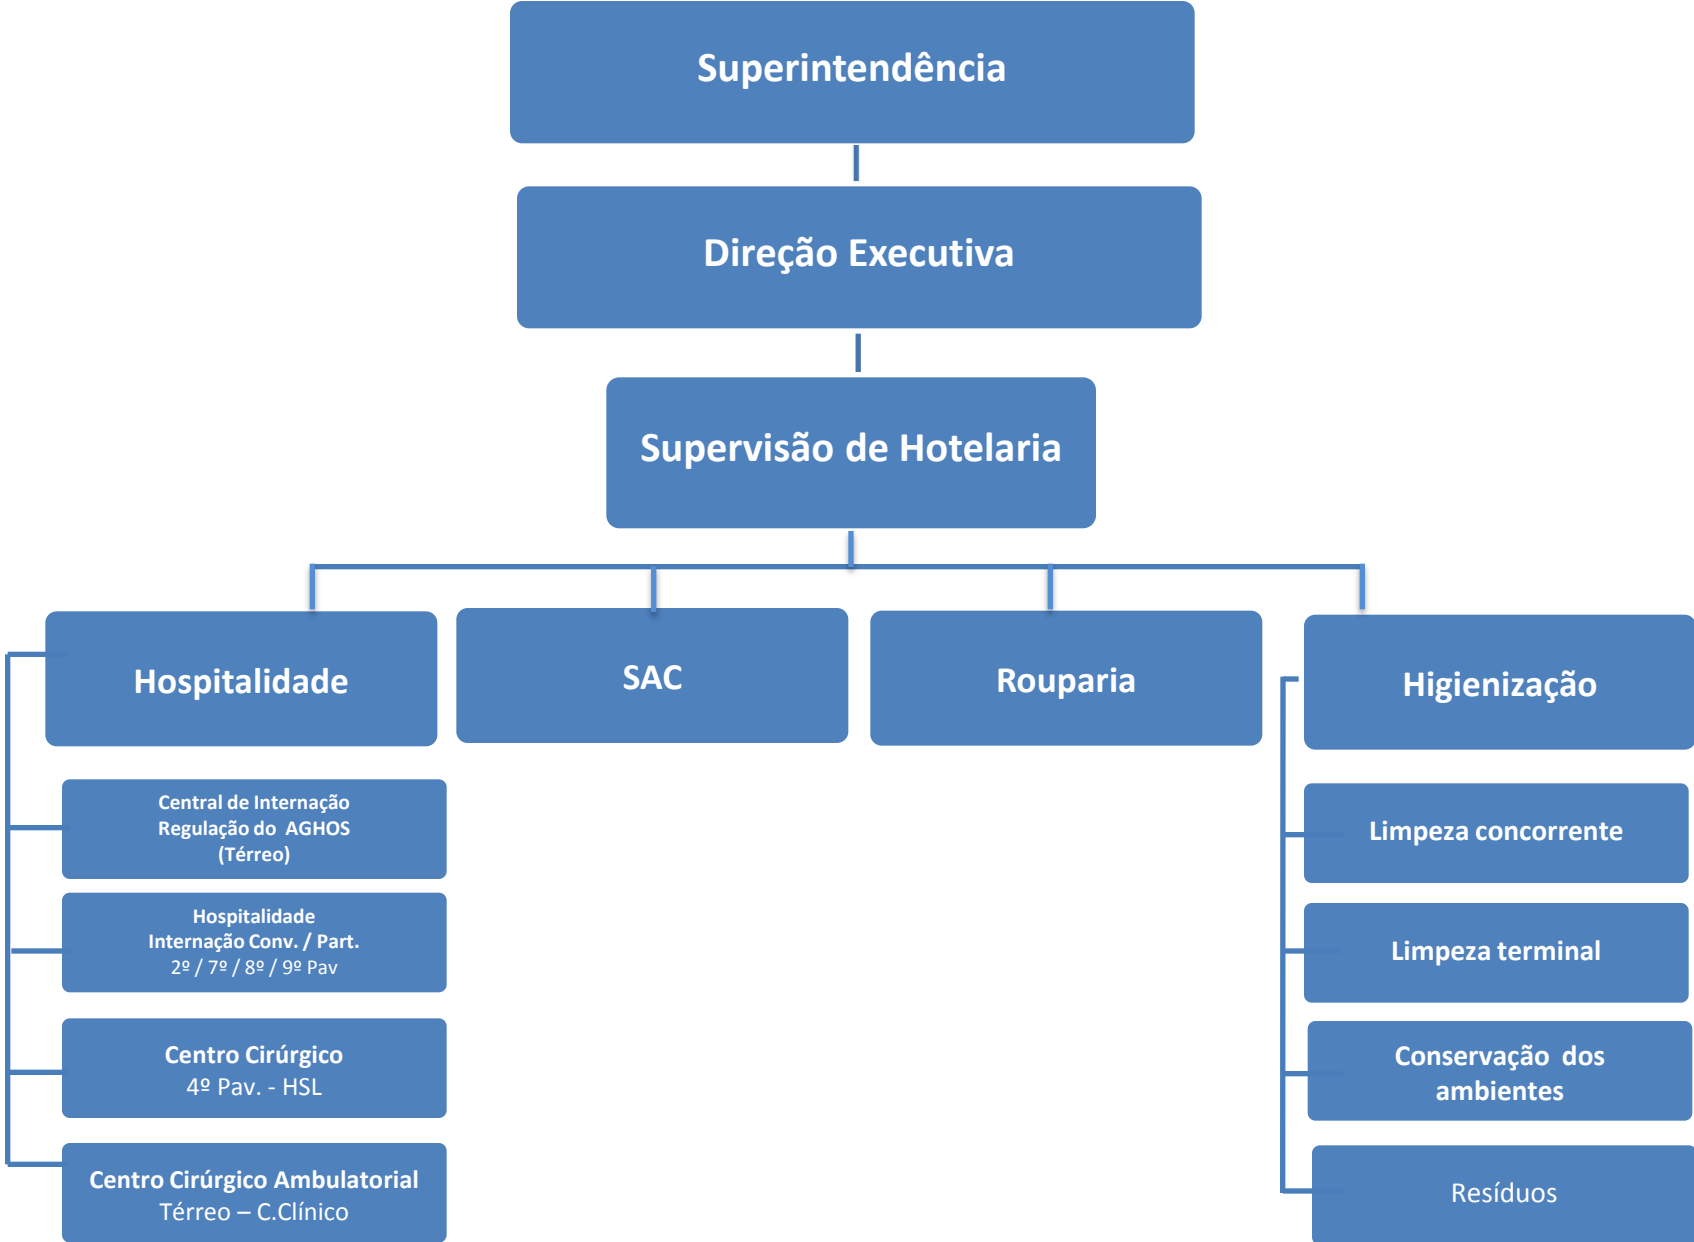 Superintendência
Direção Executiva
Supervisão de Hotelaria
Hospitalidade
SAC
Rouparia
Higienização
Central de Internação
Regulação do AGHOS
(Térreo)
Hospitalidade
Internação Conv. / Part.
2º / 7º / 8º / 9º Pav
Centro Cirúrgico
4º Pav. - HSL
Centro Cirúrgico Ambulatorial
Térreo – C.Clínico
Limpeza concorrente
Limpeza terminal
Conservação dos
ambientes
Resíduos